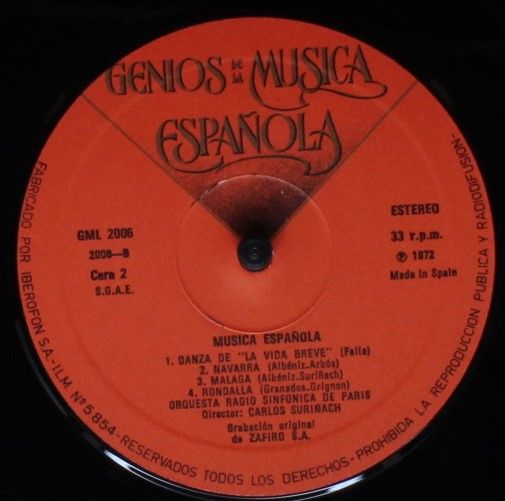 GENIOS DE LA MUSICA
ESPAÑOLA
GML 2006
2006-B
Cara 2
S.G.A.E.
ESTEREO
33 r.p.m.
Ⓟ 1972
Made in Spain
MUSICA ESPAÑOLA
1. DANZA DE "LA VIDA BREVE" (Falla)
2. NAVARRA (Albéniz.Arbós)
3. MALAGA (Albéniz.Suriñach)
4. RONDALLA (Granados.Grignon)
ORQUESTA RADIO SINFONICA DE PARIS
Director: CARLOS SURIÑACH
Grabación original
de ZAFIRO S.A.
FABRICADO POR IBEROFON SA.-I.L.M. Nº 5854-RESERVADOS TODOS LOS DERECHOS-PROHIBIDA LA REPRODUCCION PUBLICA Y RADIODIFUSION-